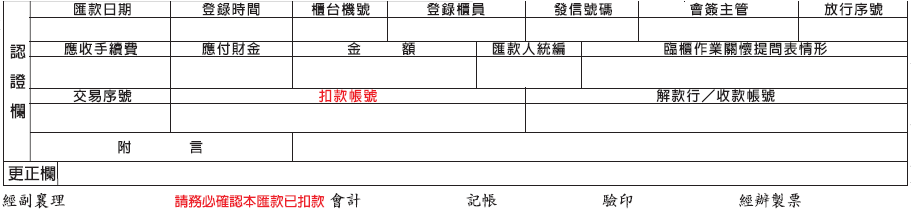 匯款日期 登錄時間 櫃台機號 登錄櫃員 發信號碼 會簽主管 放行序號
認證欄
應收手續費 應付財金 金額 匯款人統編 臨櫃作業關懷提問表情形
交易序號 扣款帳號 解款行／收款帳號
附言
更正欄
經副襄理 請務必確認本匯款已扣款 會計 記帳 驗印 經辦製票